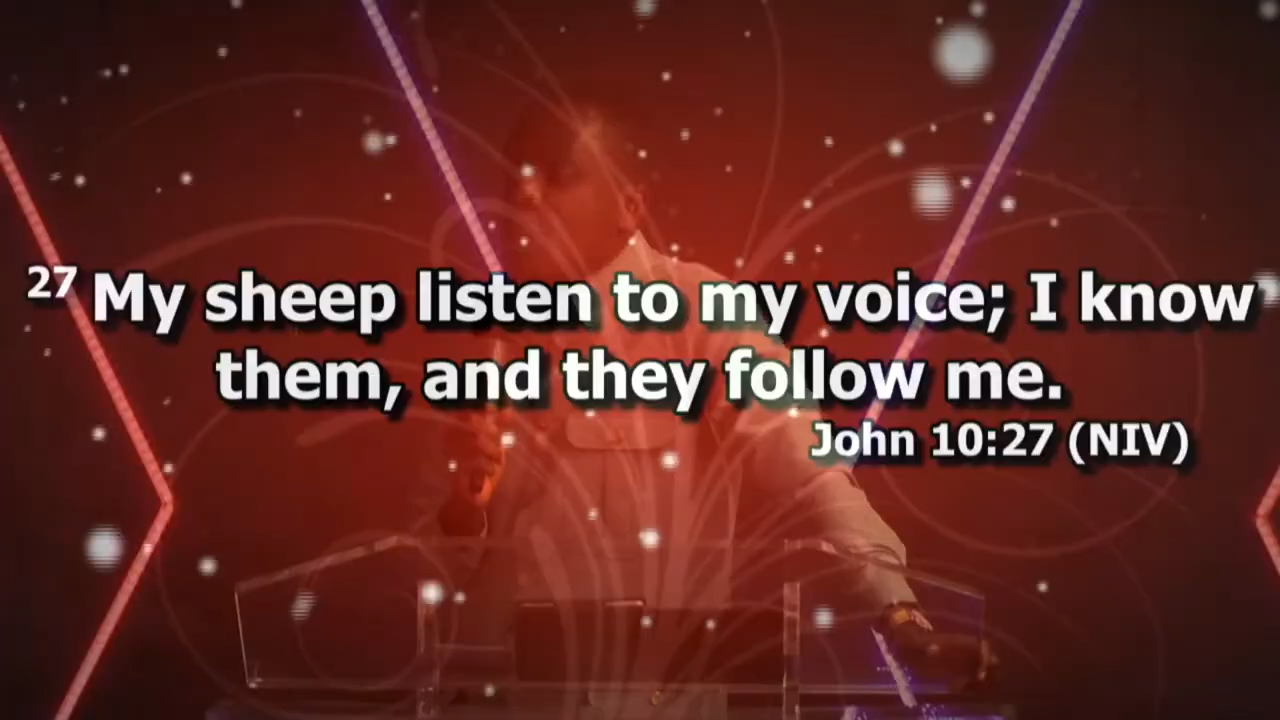 27 My sheep listen to my voice; I know
them, and they follow me.
John 10:27 (NIV)